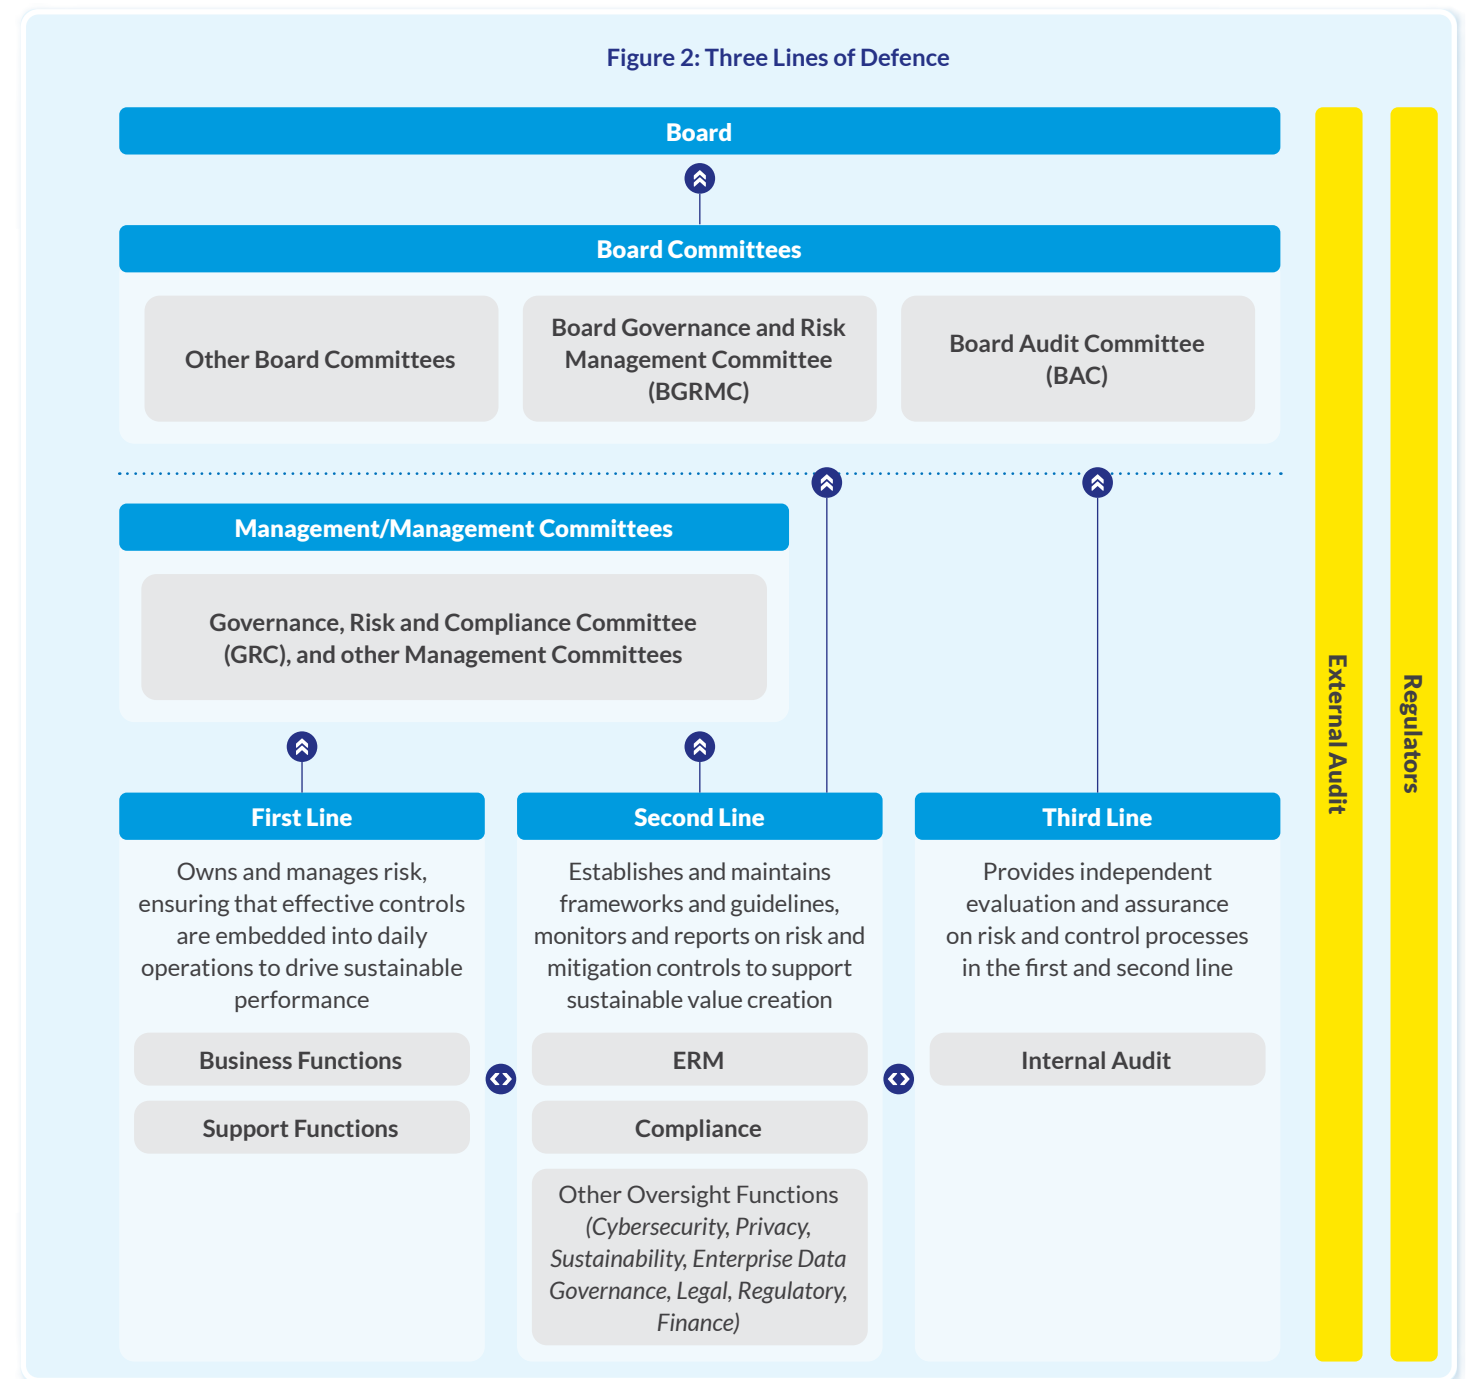 Figure 2: Three Lines of Defence
Board
Board Committees
Other Board Committees
Board Governance and Risk
Management Committee
(BGRMC)
Board Audit Committee
(BAC)
Management/Management Committees
Governance, Risk and Compliance Committee
(GRC), and other Management Committees
First Line
Owns and manages risk,
ensuring that effective controls
are embedded into daily
operations to drive sustainable
performance
Business Functions
Support Functions
Second Line
Establishes and maintains
frameworks and guidelines,
monitors and reports on risk and
mitigation controls to support
sustainable value creation
ERM
Compliance
Other Oversight Functions
(Cybersecurity, Privacy,
Sustainability, Enterprise Data
Governance, Legal, Regulatory,
Finance)
Third Line
Provides independent
evaluation and assurance
on risk and control processes
in the first and second line
Internal Audit
External Audit
Regulators